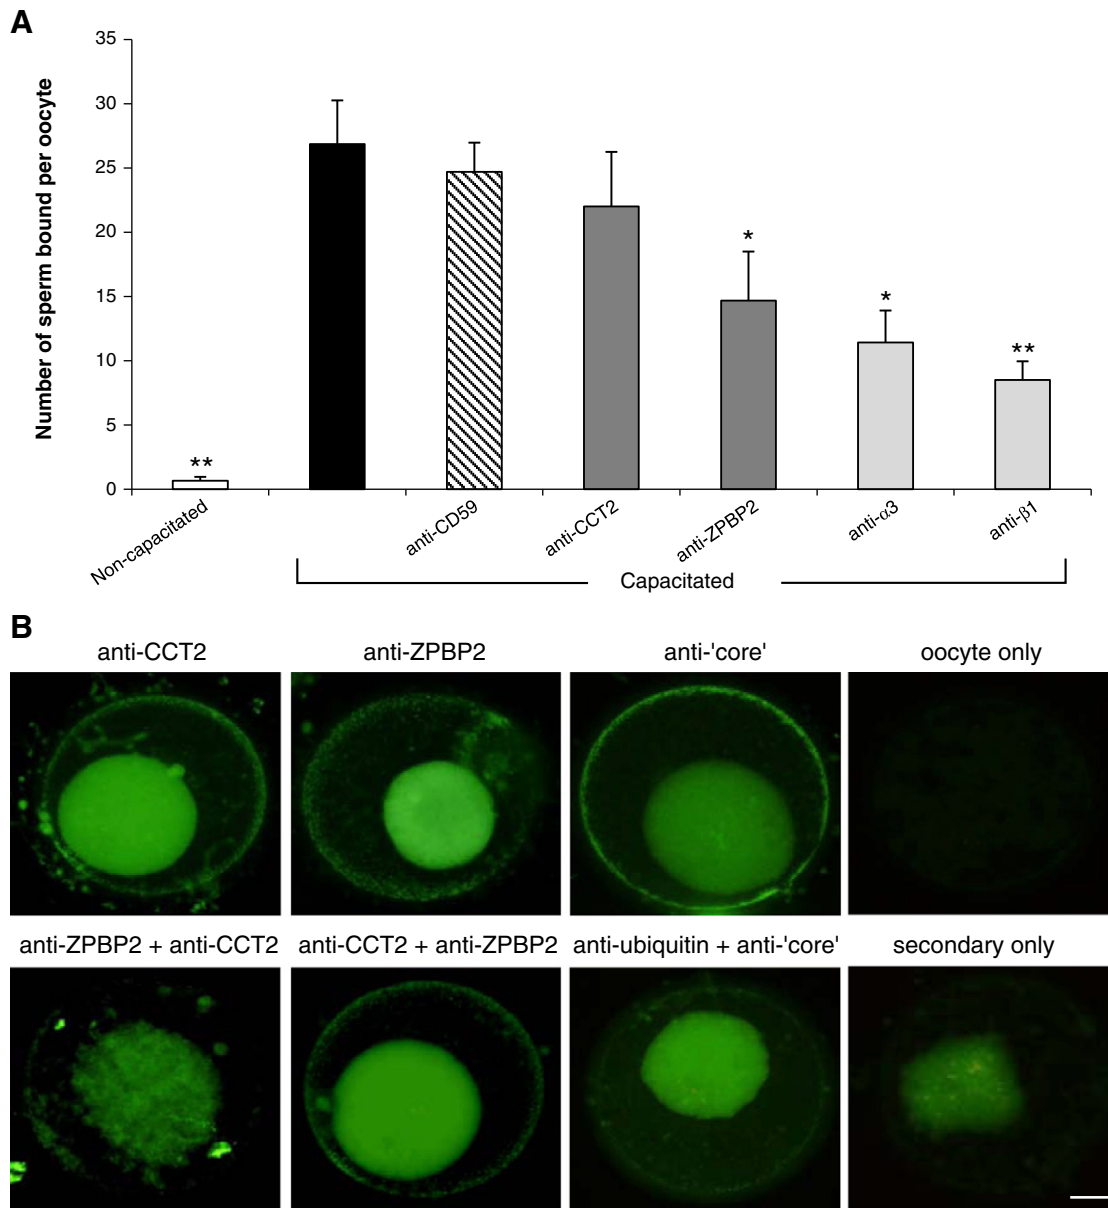 A
Number of sperm bound per oocyte
35
30
25
20
15
10
5
0
**
*
*
**
Non-capacitated
anti-CD59
anti-CCT2
anti-ZPBP2
anti-α3
anti-β1
Capacitated
B
anti-CCT2
anti-ZPBP2
anti-'core'
oocyte only
anti-ZPBP2 + anti-CCT2
anti-CCT2 + anti-ZPBP2
anti-ubiquitin + anti-'core'
secondary only